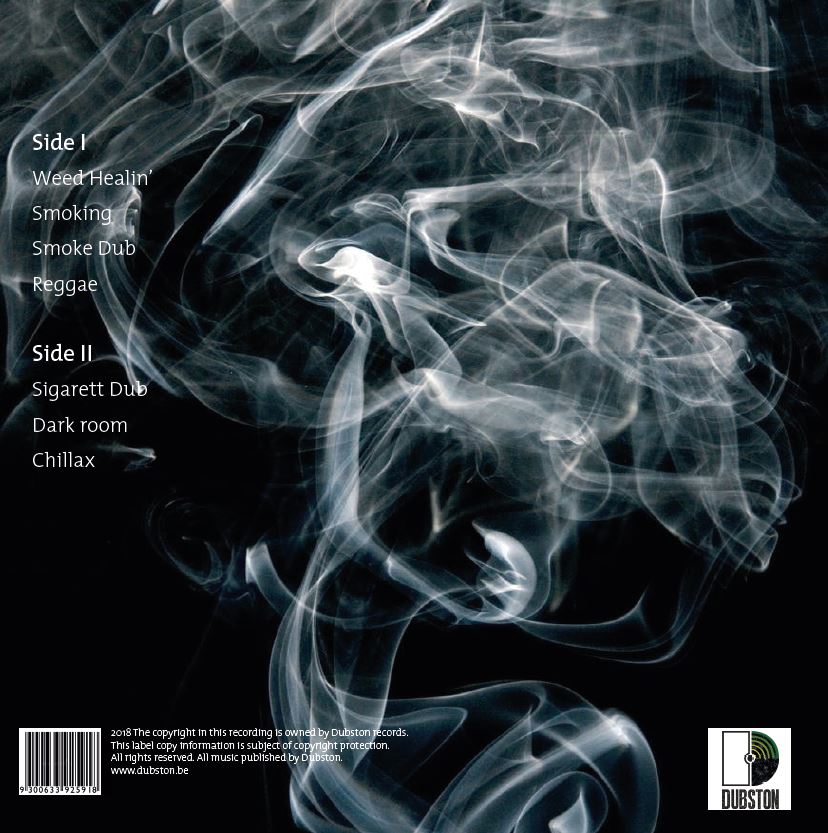 Side I
Weed Healin’
Smoking
Smoke Dub
Reggae
Side II
Sigarett Dub
Dark room
Chillax
2018 The copyright in this recording is owned by Dubston records.
This label copy information is subject of copyright protection.
All rights reserved. All music published by Dubston.
www.dubston.be
9 300633 925918
DUBSTON